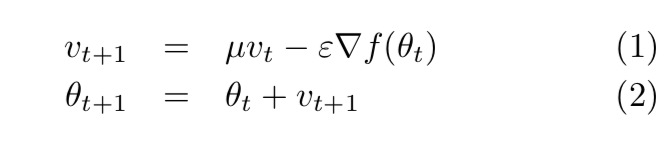 v_{t+1} = μv_t − ε∇f(θ_t) (1)
θ_{t+1} = θ_t + v_{t+1} (2)